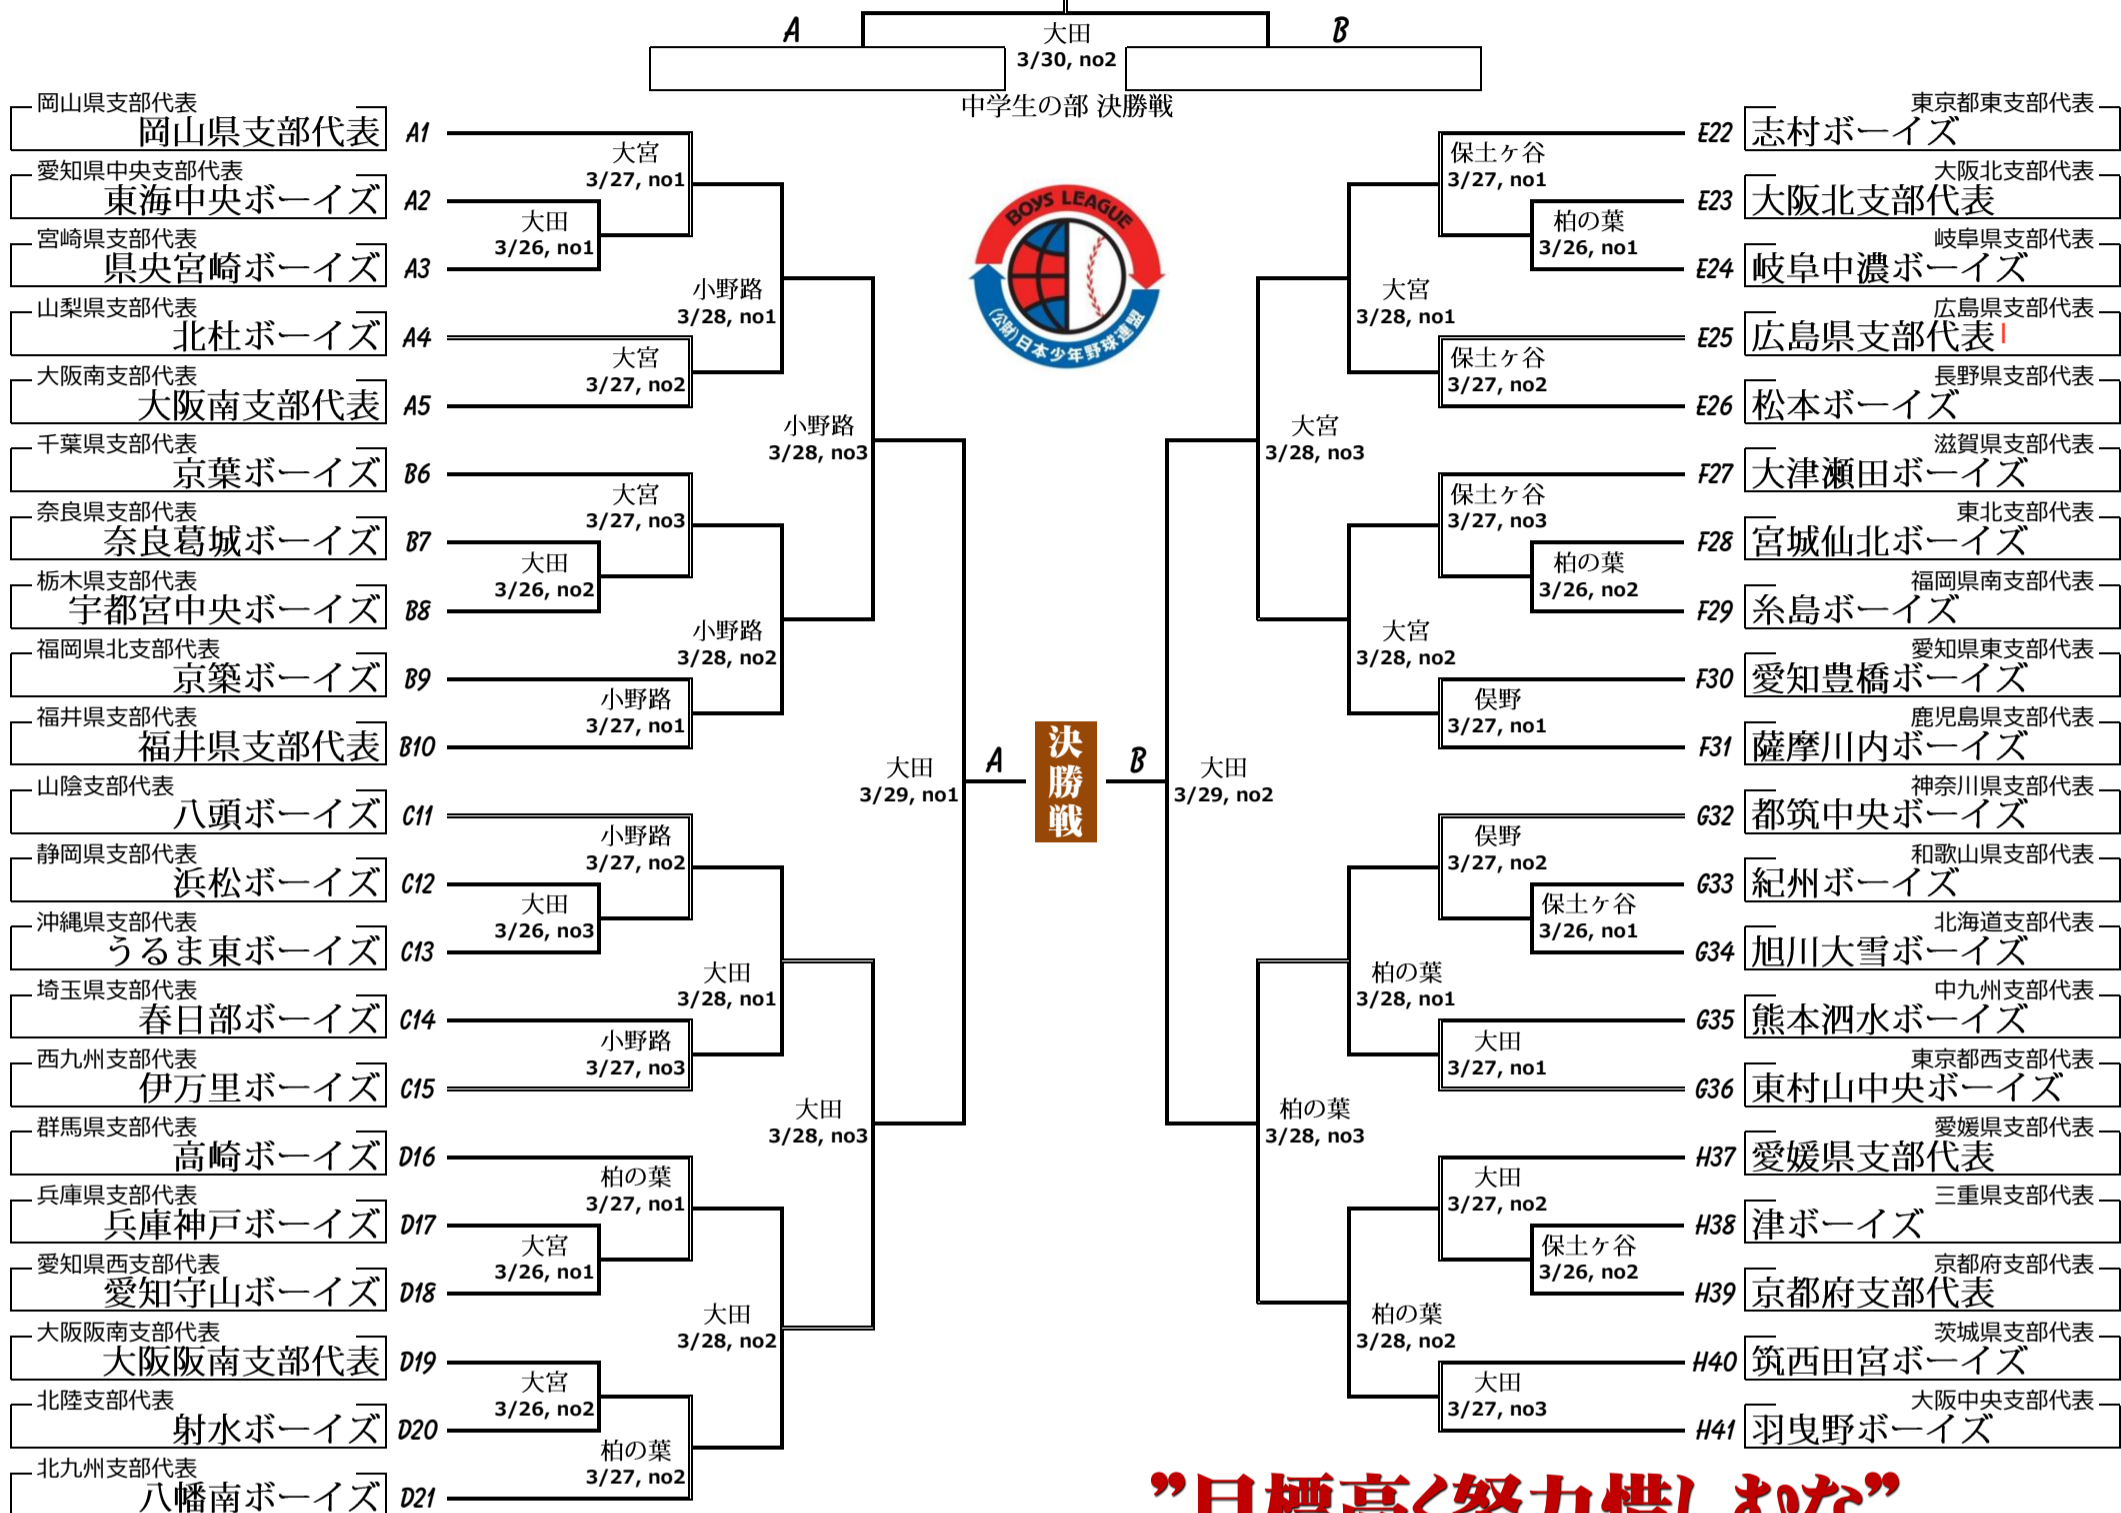 A
大田
3/30, no2
B
中学生の部 決勝戦
岡山県支部代表
岡山県支部代表 A1
愛知県中央支部代表
東海中央ボーイズ A2
宮崎県支部代表
県央宮崎ボーイズ A3
山梨県支部代表
北杜ボーイズ A4
大阪南支部代表
大阪南支部代表 A5
千葉県支部代表
京葉ボーイズ B6
奈良県支部代表
奈良葛城ボーイズ B7
栃木県支部代表
宇都宮中央ボーイズ B8
福岡県北支部代表
京築ボーイズ B9
福井県支部代表
福井県支部代表 B10
山陰支部代表
八頭ボーイズ C11
静岡県支部代表
浜松ボーイズ C12
沖縄県支部代表
うるま東ボーイズ C13
埼玉県支部代表
春日部ボーイズ C14
西九州支部代表
伊万里ボーイズ C15
群馬県支部代表
高崎ボーイズ D16
兵庫県支部代表
兵庫神戸ボーイズ D17
愛知県西支部代表
愛知守山ボーイズ D18
大阪阪南支部代表
大阪阪南支部代表 D19
北陸支部代表
射水ボーイズ D20
北九州支部代表
八幡南ボーイズ D21
大田
3/26, no1
大田
3/26, no2
大田
3/26, no3
大宮
3/26, no1
大宮
3/26, no2
大宮
3/27, no1
大宮
3/27, no2
大宮
3/27, no3
小野路
3/27, no1
小野路
3/27, no2
小野路
3/27, no3
柏の葉
3/27, no1
柏の葉
3/27, no2
小野路
3/28, no1
小野路
3/28, no2
大田
3/28, no1
大田
3/28, no2
小野路
3/28, no3
大田
3/28, no3
大田
3/29, no1
A
BOYS LEAGUE
(公財)日本少年野球連盟
決勝戦
B
大田
3/29, no2
大宮
3/28, no3
柏の葉
3/28, no3
大宮
3/28, no1
大宮
3/28, no2
柏の葉
3/28, no1
柏の葉
3/28, no2
保土ヶ谷
3/27, no1
保土ヶ谷
3/27, no2
保土ヶ谷
3/27, no3
俣野
3/27, no1
俣野
3/27, no2
大田
3/27, no1
大田
3/27, no2
大田
3/27, no3
柏の葉
3/26, no1
柏の葉
3/26, no2
保土ヶ谷
3/26, no1
保土ヶ谷
3/26, no2
東京都東支部代表
E22 志村ボーイズ
大阪北支部代表
E23 大阪北支部代表
岐阜県支部代表
E24 岐阜中濃ボーイズ
広島県支部代表
E25 広島県支部代表
長野県支部代表
E26 松本ボーイズ
滋賀県支部代表
F27 大津瀬田ボーイズ
東北支部代表
F28 宮城仙北ボーイズ
福岡県南支部代表
F29 糸島ボーイズ
愛知県東支部代表
F30 愛知豊橋ボーイズ
鹿児島県支部代表
F31 薩摩川内ボーイズ
神奈川県支部代表
G32 都筑中央ボーイズ
和歌山県支部代表
G33 紀州ボーイズ
北海道支部代表
G34 旭川大雪ボーイズ
中九州支部代表
G35 熊本泗水ボーイズ
東京都西支部代表
G36 東村山中央ボーイズ
愛媛県支部代表
H37 愛媛県支部代表
三重県支部代表
H38 津ボーイズ
京都府支部代表
H39 京都府支部代表
茨城県支部代表
H40 筑西田宮ボーイズ
大阪中央支部代表
H41 羽曳野ボーイズ
”目標高く努力惜しむな”